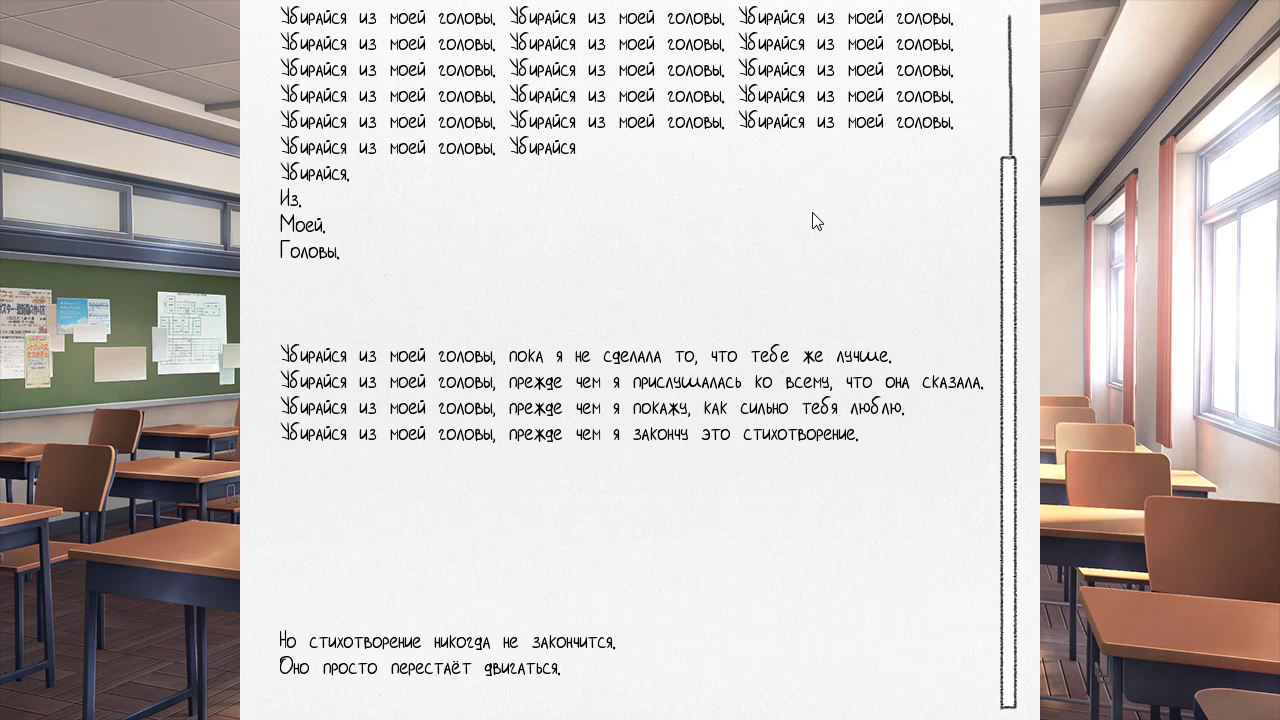 Убирайся из моей головы. Убирайся из моей головы. Убирайся из моей головы.
Убирайся из моей головы. Убирайся из моей головы. Убирайся из моей головы.
Убирайся из моей головы. Убирайся из моей головы. Убирайся из моей головы.
Убирайся из моей головы. Убирайся из моей головы. Убирайся из моей головы.
Убирайся из моей головы. Убирайся из моей головы. Убирайся из моей головы.
Убирайся из моей головы. Убирайся
Убирайся.
Из.
Моей.
Головы.
Убирайся из моей головы, пока я не сделала то, что тебе же лучше.
Убирайся из моей головы, прежде чем я прислушалась ко всему, что она сказала.
Убирайся из моей головы, прежде чем я покажу, как сильно тебя люблю.
Убирайся из моей головы, прежде чем я закончу это стихотворение.
Но стихотворение никогда не закончится.
Оно просто перестаёт двигаться.